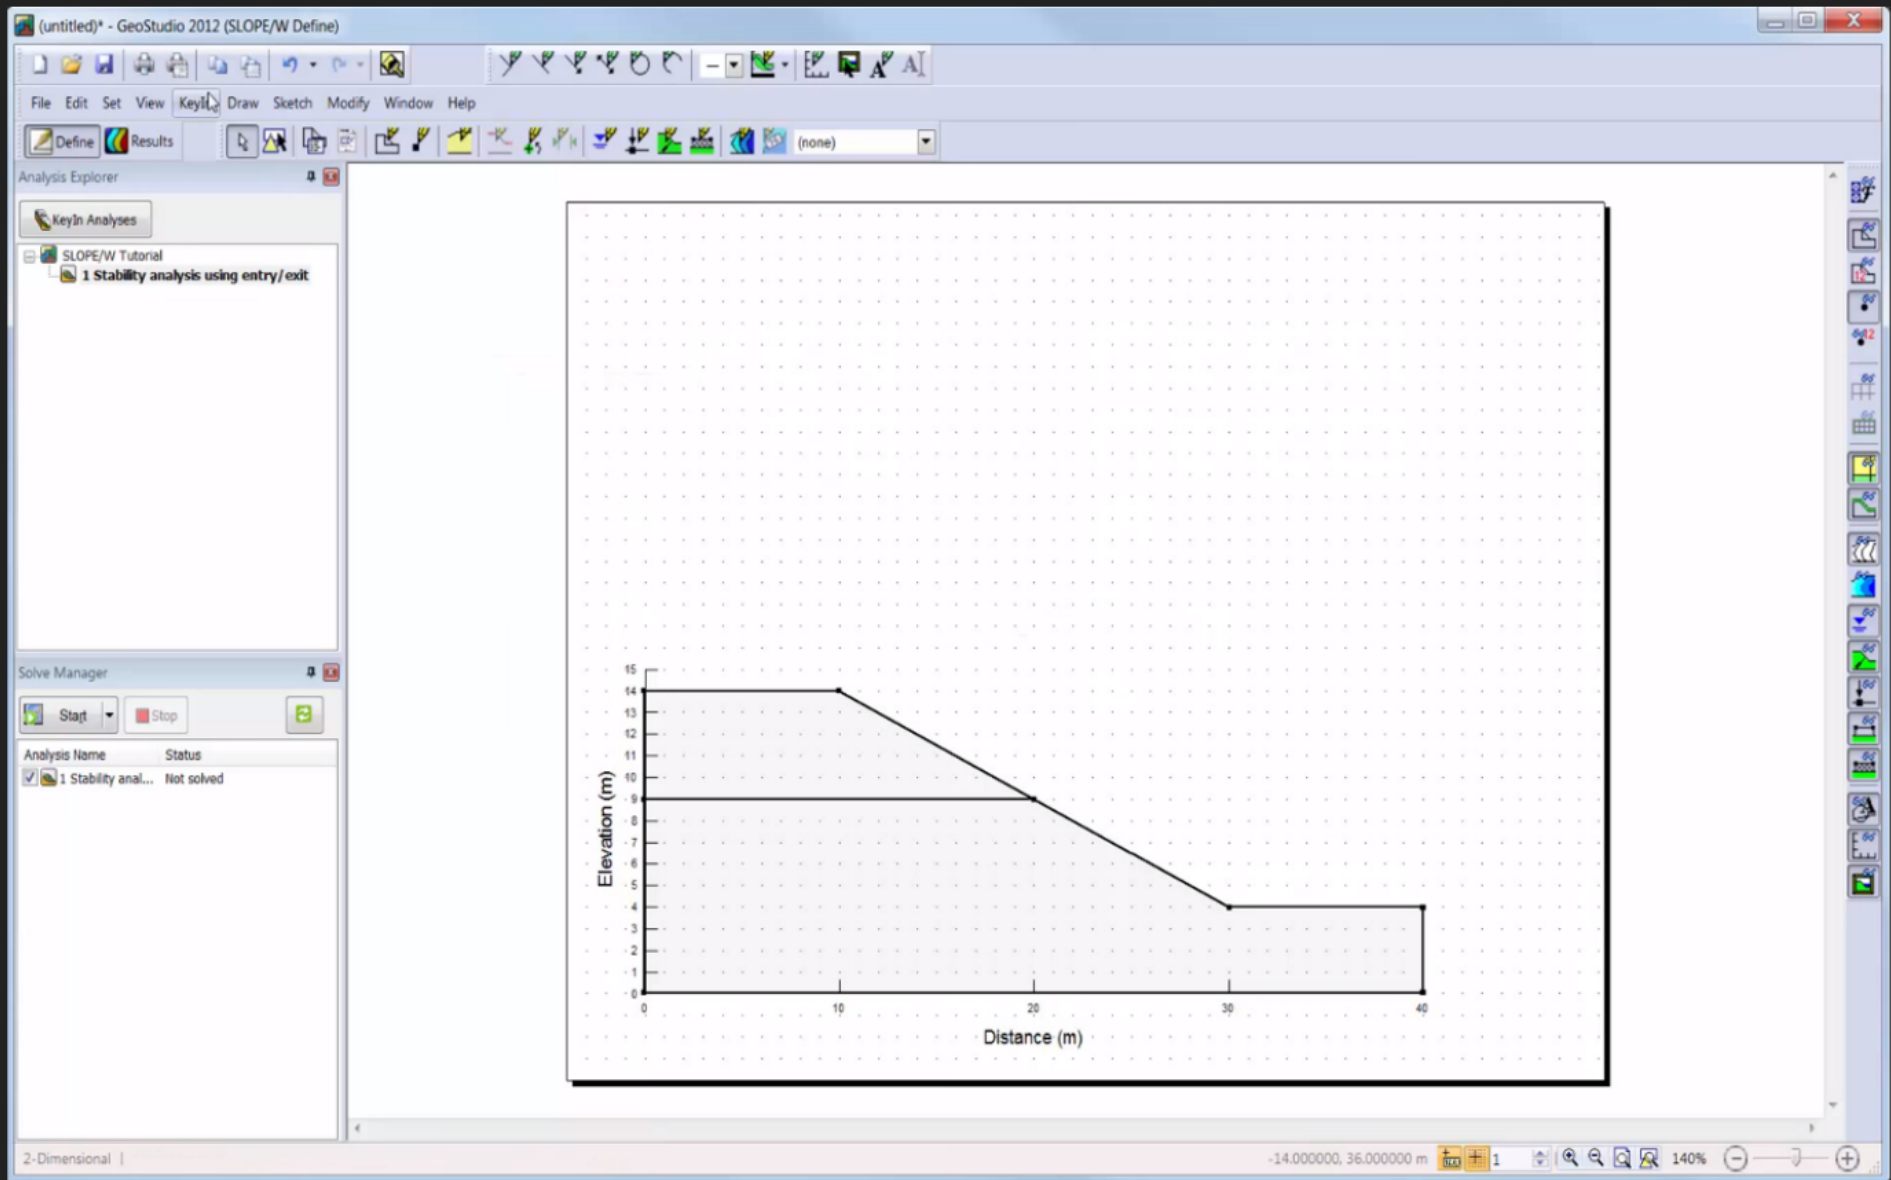 (untitled)* - GeoStudio 2012 (SLOPE/W Define)
File Edit Set View KeyIn Draw Sketch Modify Window Help
Define Results (none)
Analysis Explorer
KeyIn Analyses
SLOPE/W Tutorial
1 Stability analysis using entry/exit
Solve Manager
Start Stop
Analysis Name Status
1 Stability anal... Not solved
15
14
13
12
11
10
9
8
7
6
5
4
3
2
1
0
Elevation (m)
0 10 20 30 40
Distance (m)
2-Dimensional
-14.000000, 36.000000 m 1 140%